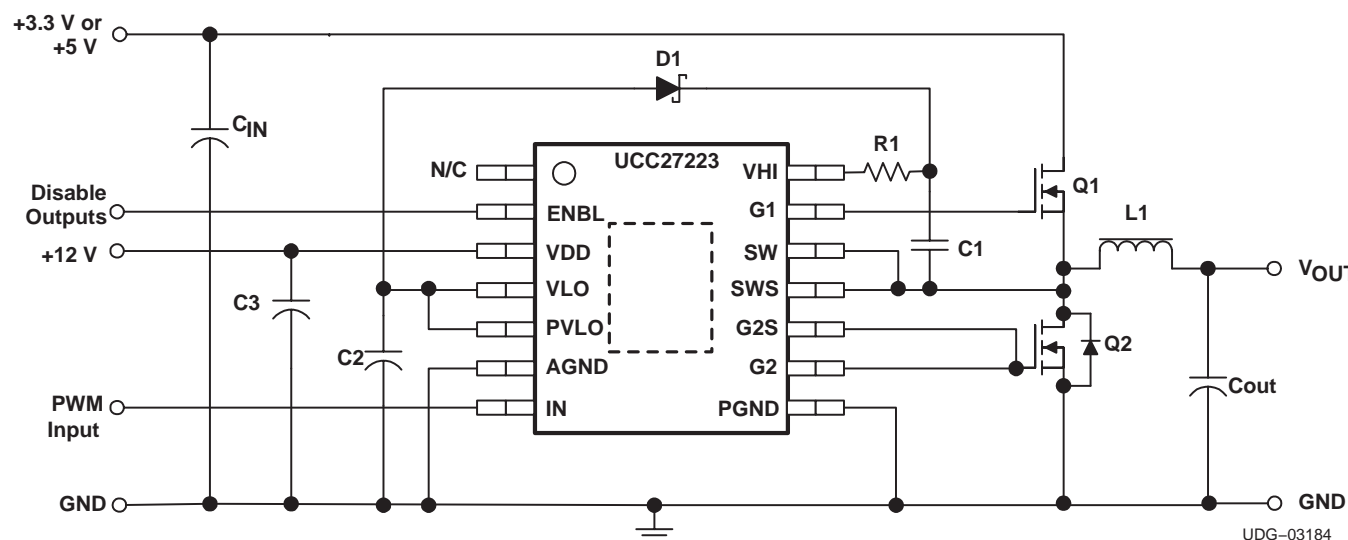 +3.3 V or
+5 V
D1
CIN
UCC27223
R1
N/C
VHI
Q1
Disable
Outputs
ENBL
G1
L1
+12 V
VDD
SW
C1
VOUT
C3
VLO
SWS
PVLO
G2S
C2
Q2
AGND
G2
Cout
PWM
Input
IN
PGND
GND
GND
UDG–03184